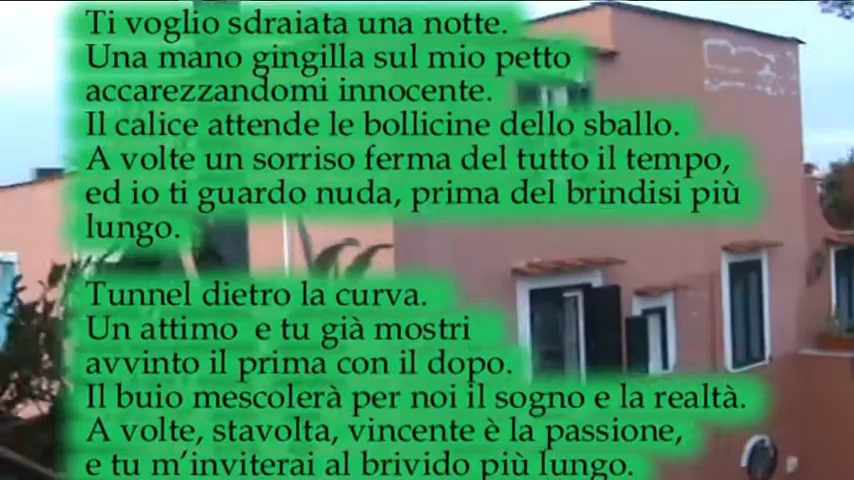 Ti voglio sdraiata una notte.
Una mano gingilla sul mio petto
accarezzandomi innocente.
Il calice attende le bollicine dello sballo.
A volte un sorriso ferma del tutto il tempo,
ed io ti guardo nuda, prima del brindisi più
lungo.
Tunnel dietro la curva.
Un attimo  e tu già mostri
avvinto il prima con il dopo.
Il buio mescolerà per noi il sogno e la realtà.
A volte, stavolta, vincente è la passione,
e tu m'inviterai al brivido più lungo.